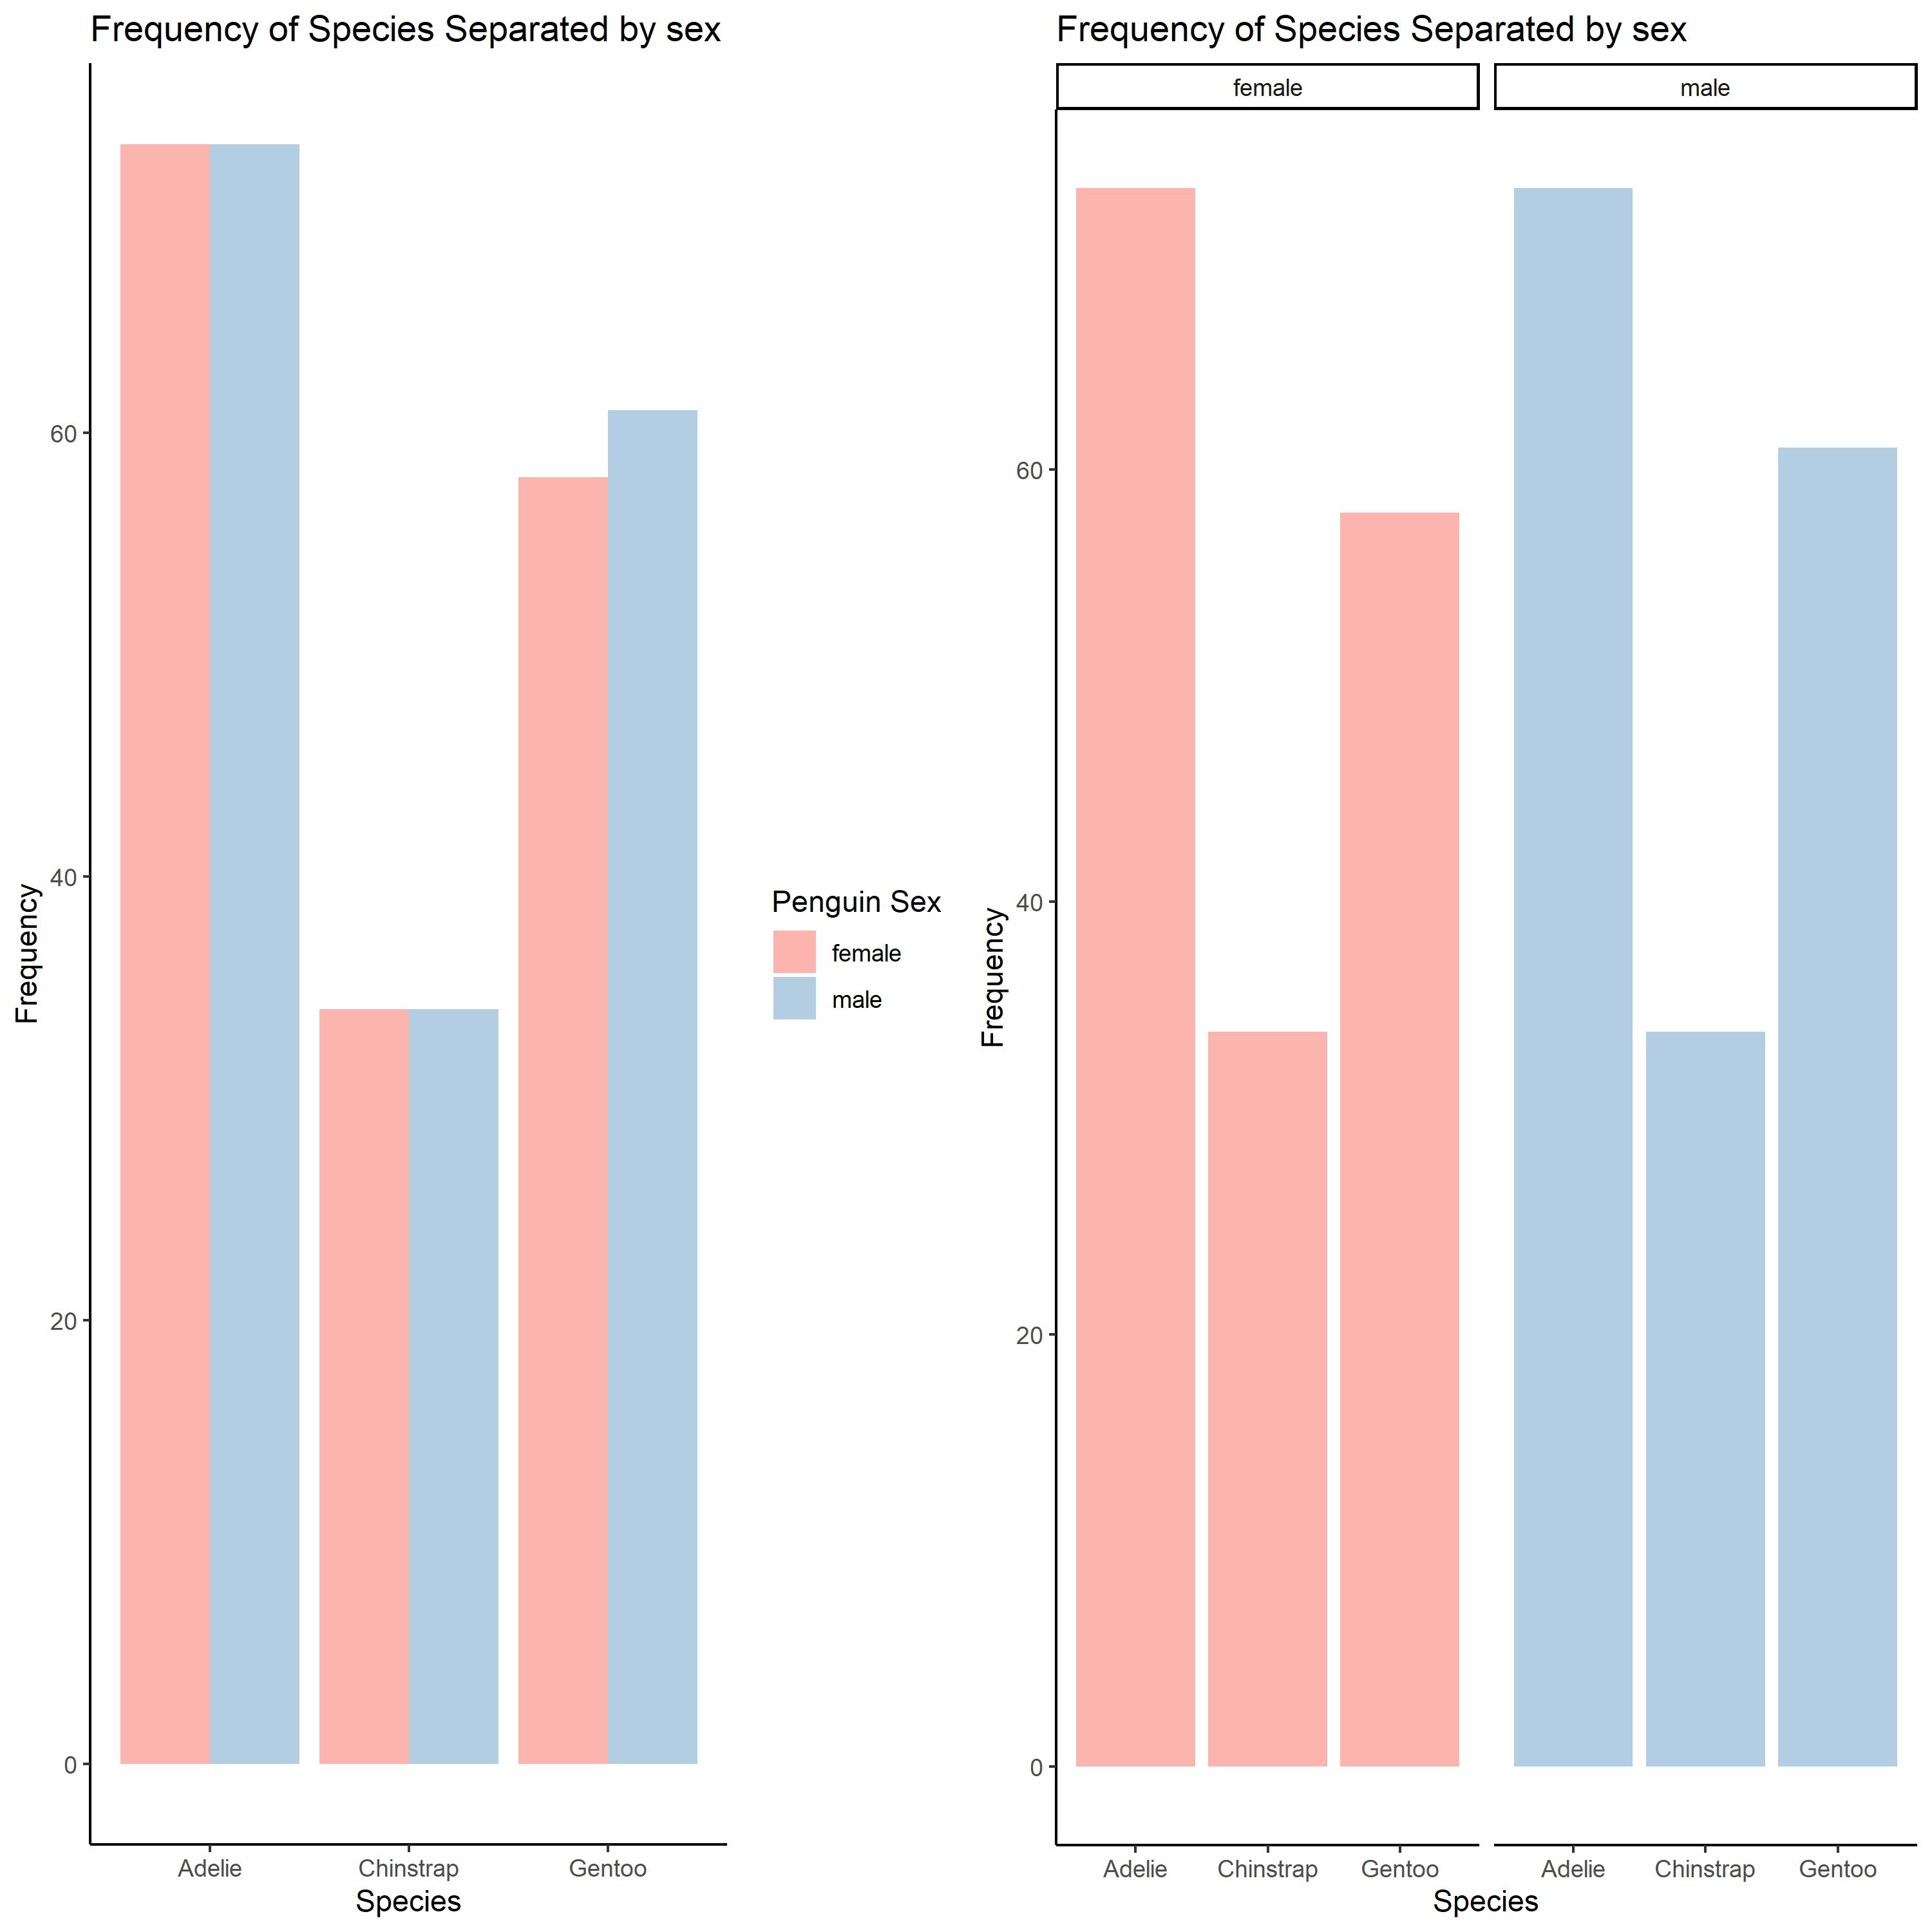 Frequency of Species Separated by sex
60
40
20
0
Frequency
Adelie Chinstrap Gentoo
Species
Penguin Sex
female
male
Frequency of Species Separated by sex
female male
60
40
20
0
Frequency
Adelie Chinstrap Gentoo Adelie Chinstrap Gentoo
Species